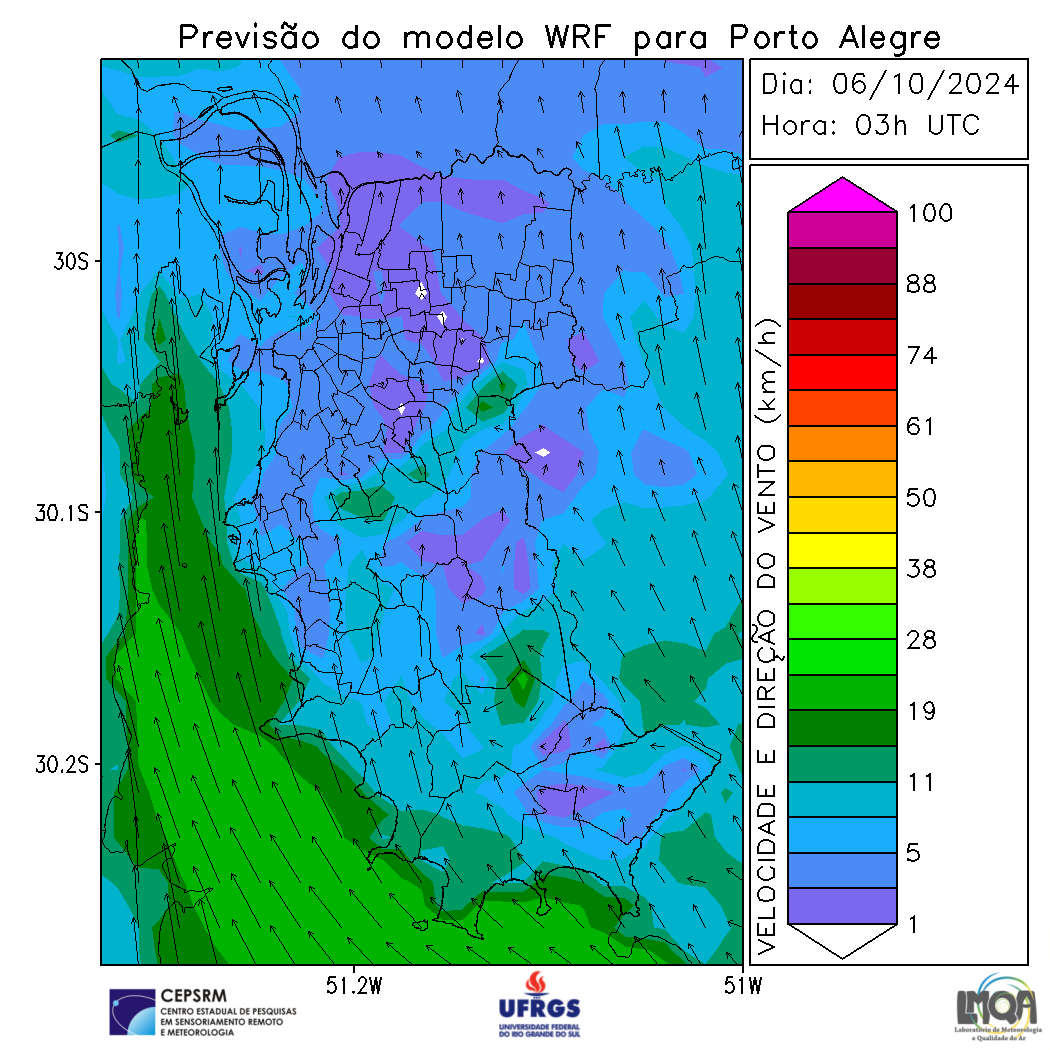 Previsão do modelo WRF para Porto Alegre
Dia: 06/10/2024
Hora: 03h UTC
30S
30.1S
30.2S
51.2W
51W
VELOCIDADE E DIREÇÃO DO VENTO (km/h)
100
88
74
61
50
38
28
19
11
5
1
CEPSRM
CENTRO ESTADUAL DE PESQUISAS
EM SENSORIAMENTO REMOTO
E METEOROLOGIA
UFRGS
UNIVERSIDADE FEDERAL
DO RIO GRANDE DO SUL
LMQA
Laboratório de Meteorologia
e Qualidade do Ar